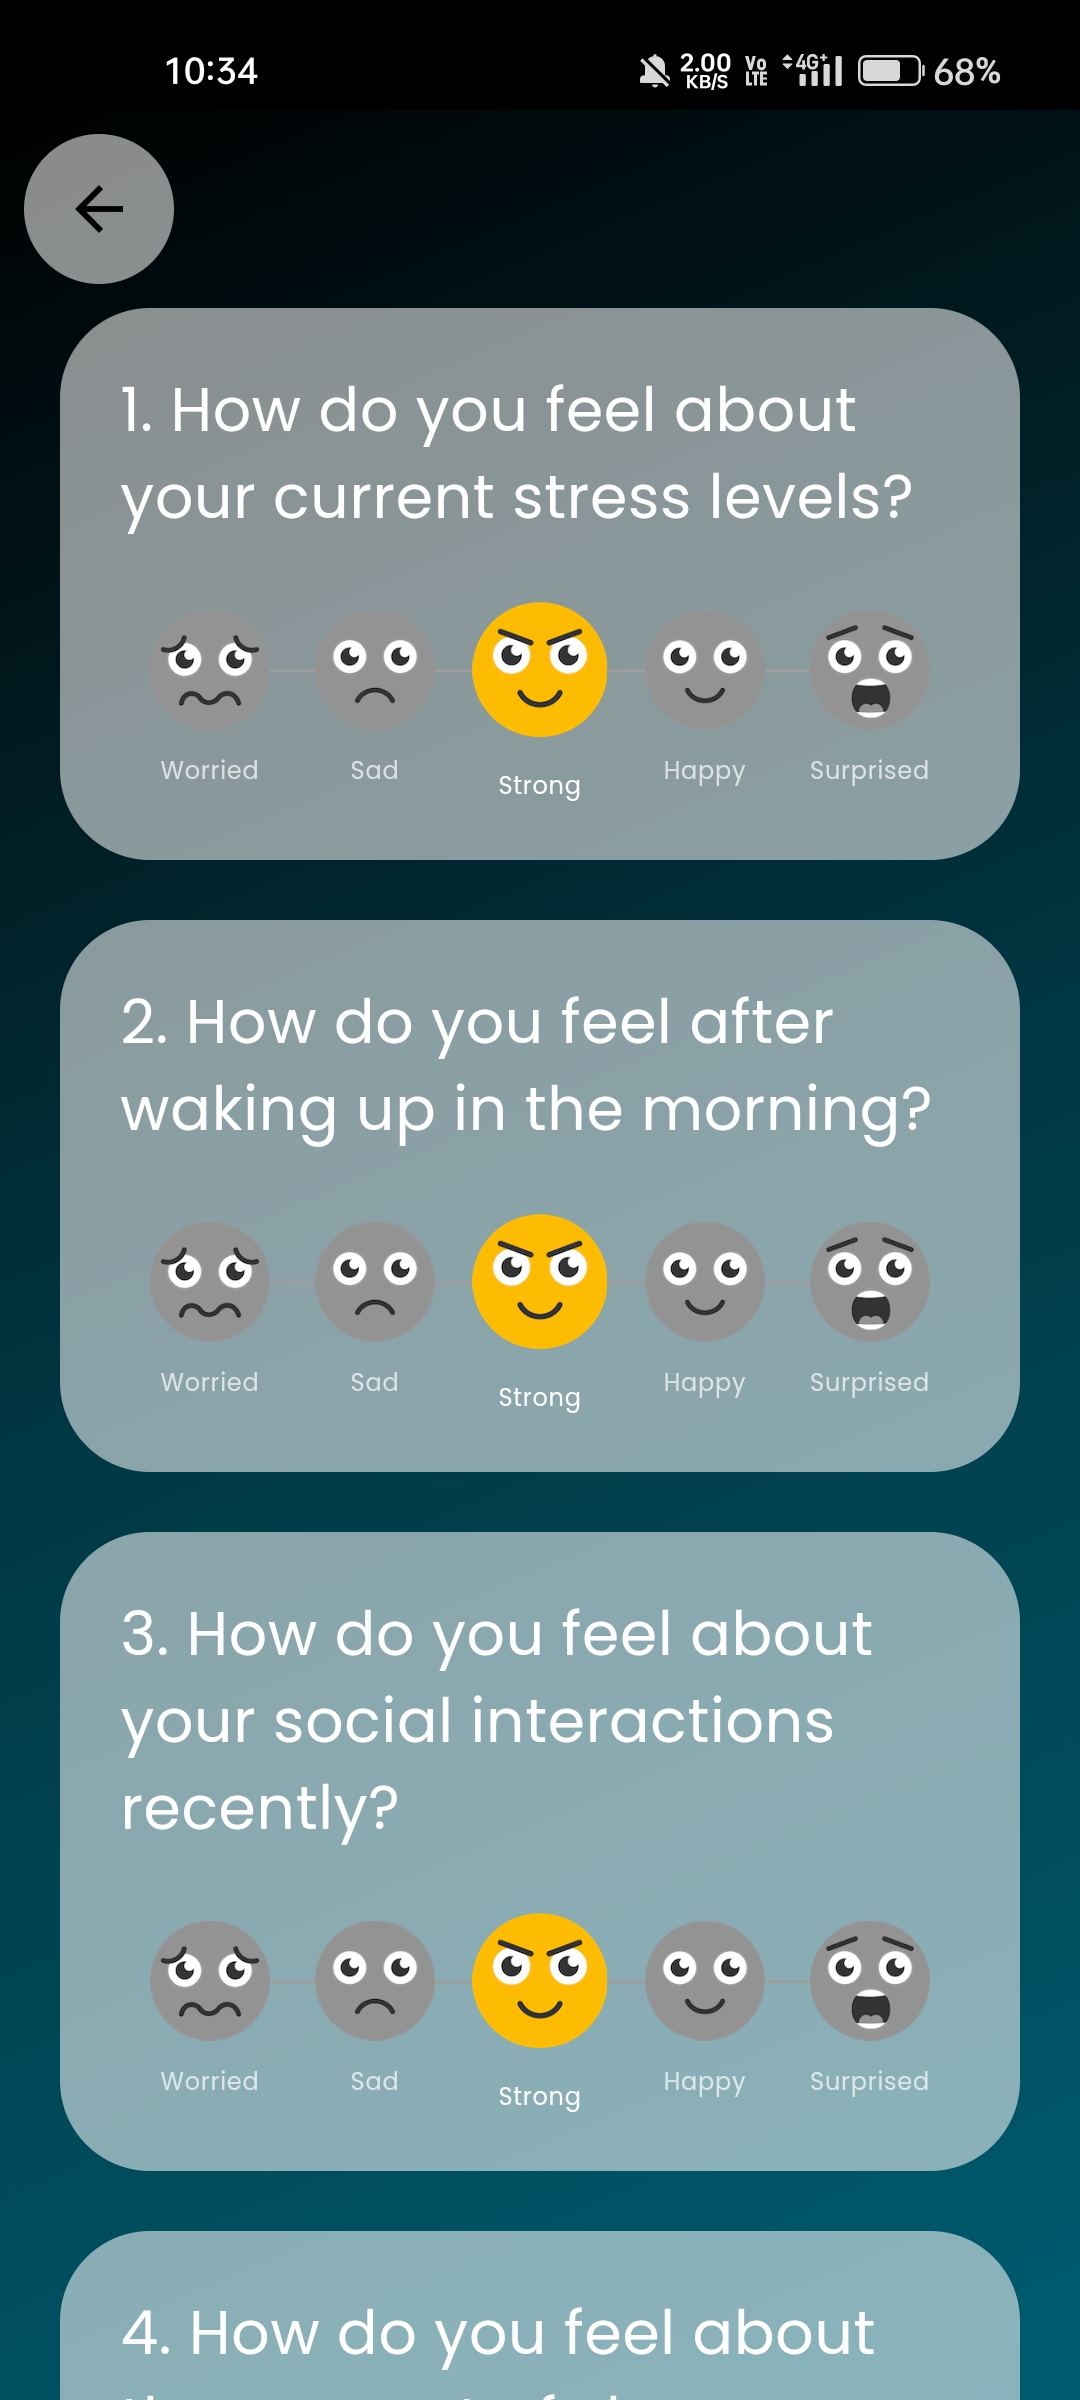 10:34
2.00
KB/S
Vo
LTE
4G+
68%
1. How do you feel about
your current stress levels?
Worried Sad Strong Happy Surprised
2. How do you feel after
waking up in the morning?
Worried Sad Strong Happy Surprised
3. How do you feel about
your social interactions
recently?
Worried Sad Strong Happy Surprised
4. How do you feel about